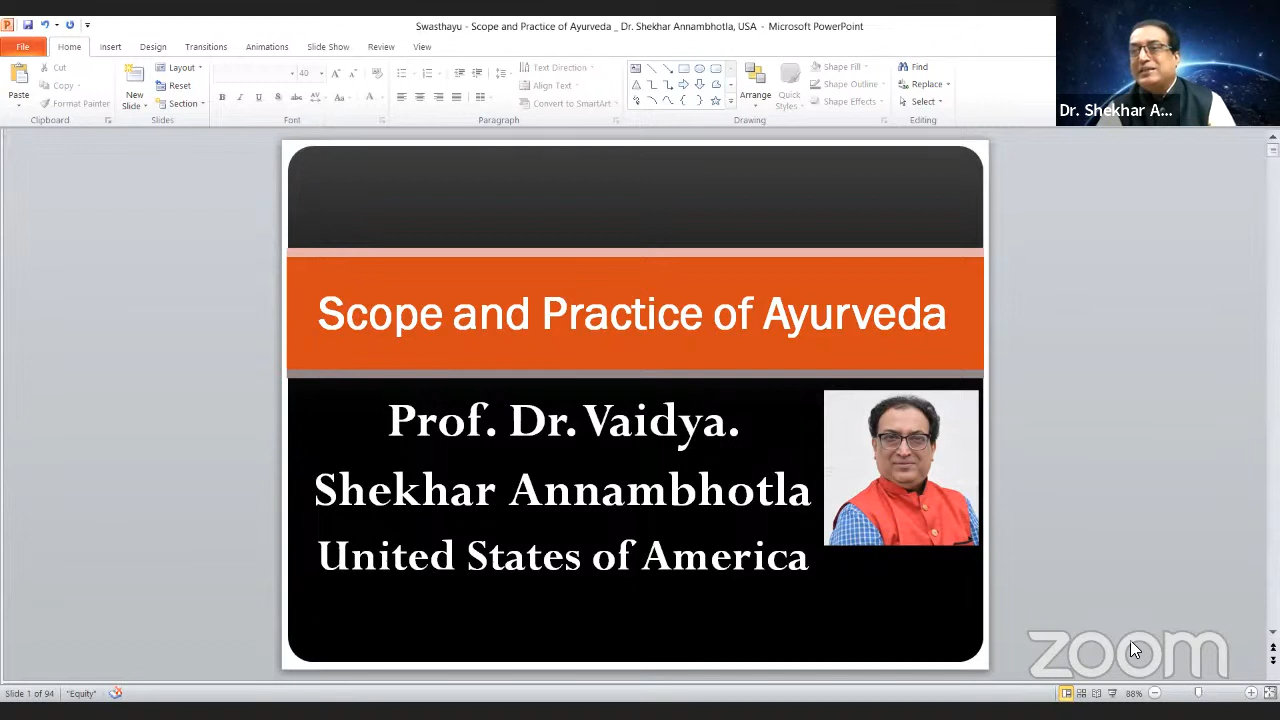 Swasthayu - Scope and Practice of Ayurveda _ Dr. Shekhar Annambhotla, USA - Microsoft PowerPoint
File Home Insert Design Transitions Animations Slide Show Review View
Paste
Cut
Copy
Format Painter
Clipboard
New Slide
Layout
Reset
Section
Slides
40
Font
Text Direction
Align Text
Convert to SmartArt
Paragraph
Arrange
Quick Styles
Shape Fill
Shape Outline
Shape Effects
Drawing
Find
Replace
Select
Editing
Dr. Shekhar A...
Scope and Practice of Ayurveda
Prof. Dr. Vaidya.
Shekhar Annambhotla
United States of America
zoom
Slide 1 of 94 "Equity" 88%